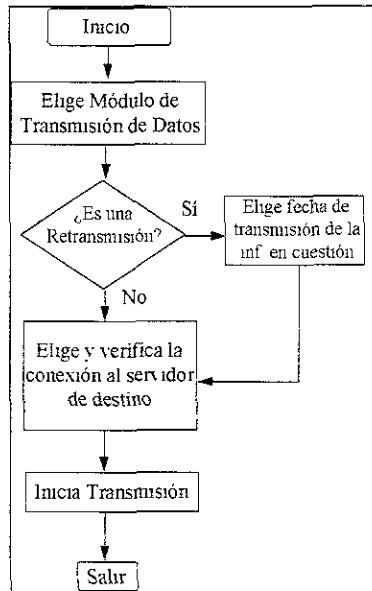 Inicio
Elige Módulo de
Transmisión de Datos
¿Es una
Retransmisión?
Sí
Elige fecha de
transmisión de la
inf en cuestión
No
Elige y verifica la
conexión al servidor
de destino
Inicia Transmisión
Salir